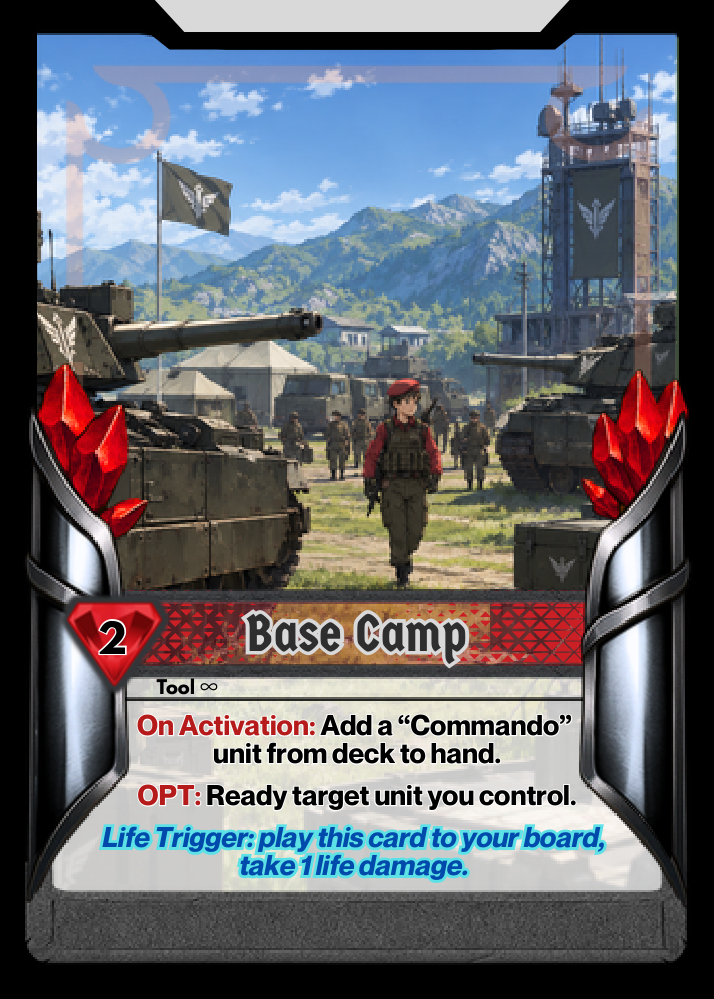 2
Base Camp
Tool ∞
On Activation: Add a “Commando”
unit from deck to hand.
OPT: Ready target unit you control.
Life Trigger: play this card to your board,
take 1 life damage.